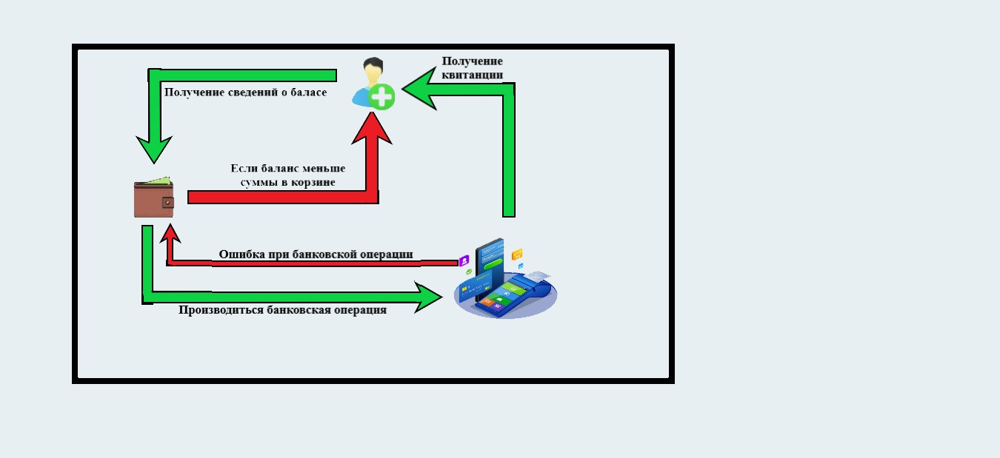 Получение
квитанции
Получение сведений о баласе
Если баланс меньше
суммы в корзине
Ошибка при банковской операции
Производиться банковская операция